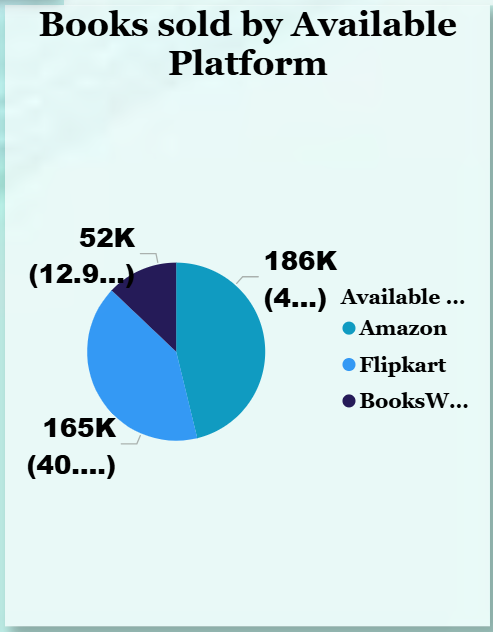 Books sold by Available
Platform
52K
(12.9...)
186K
(4...)
Available ...
Amazon
Flipkart
BooksW...
165K
(40....)